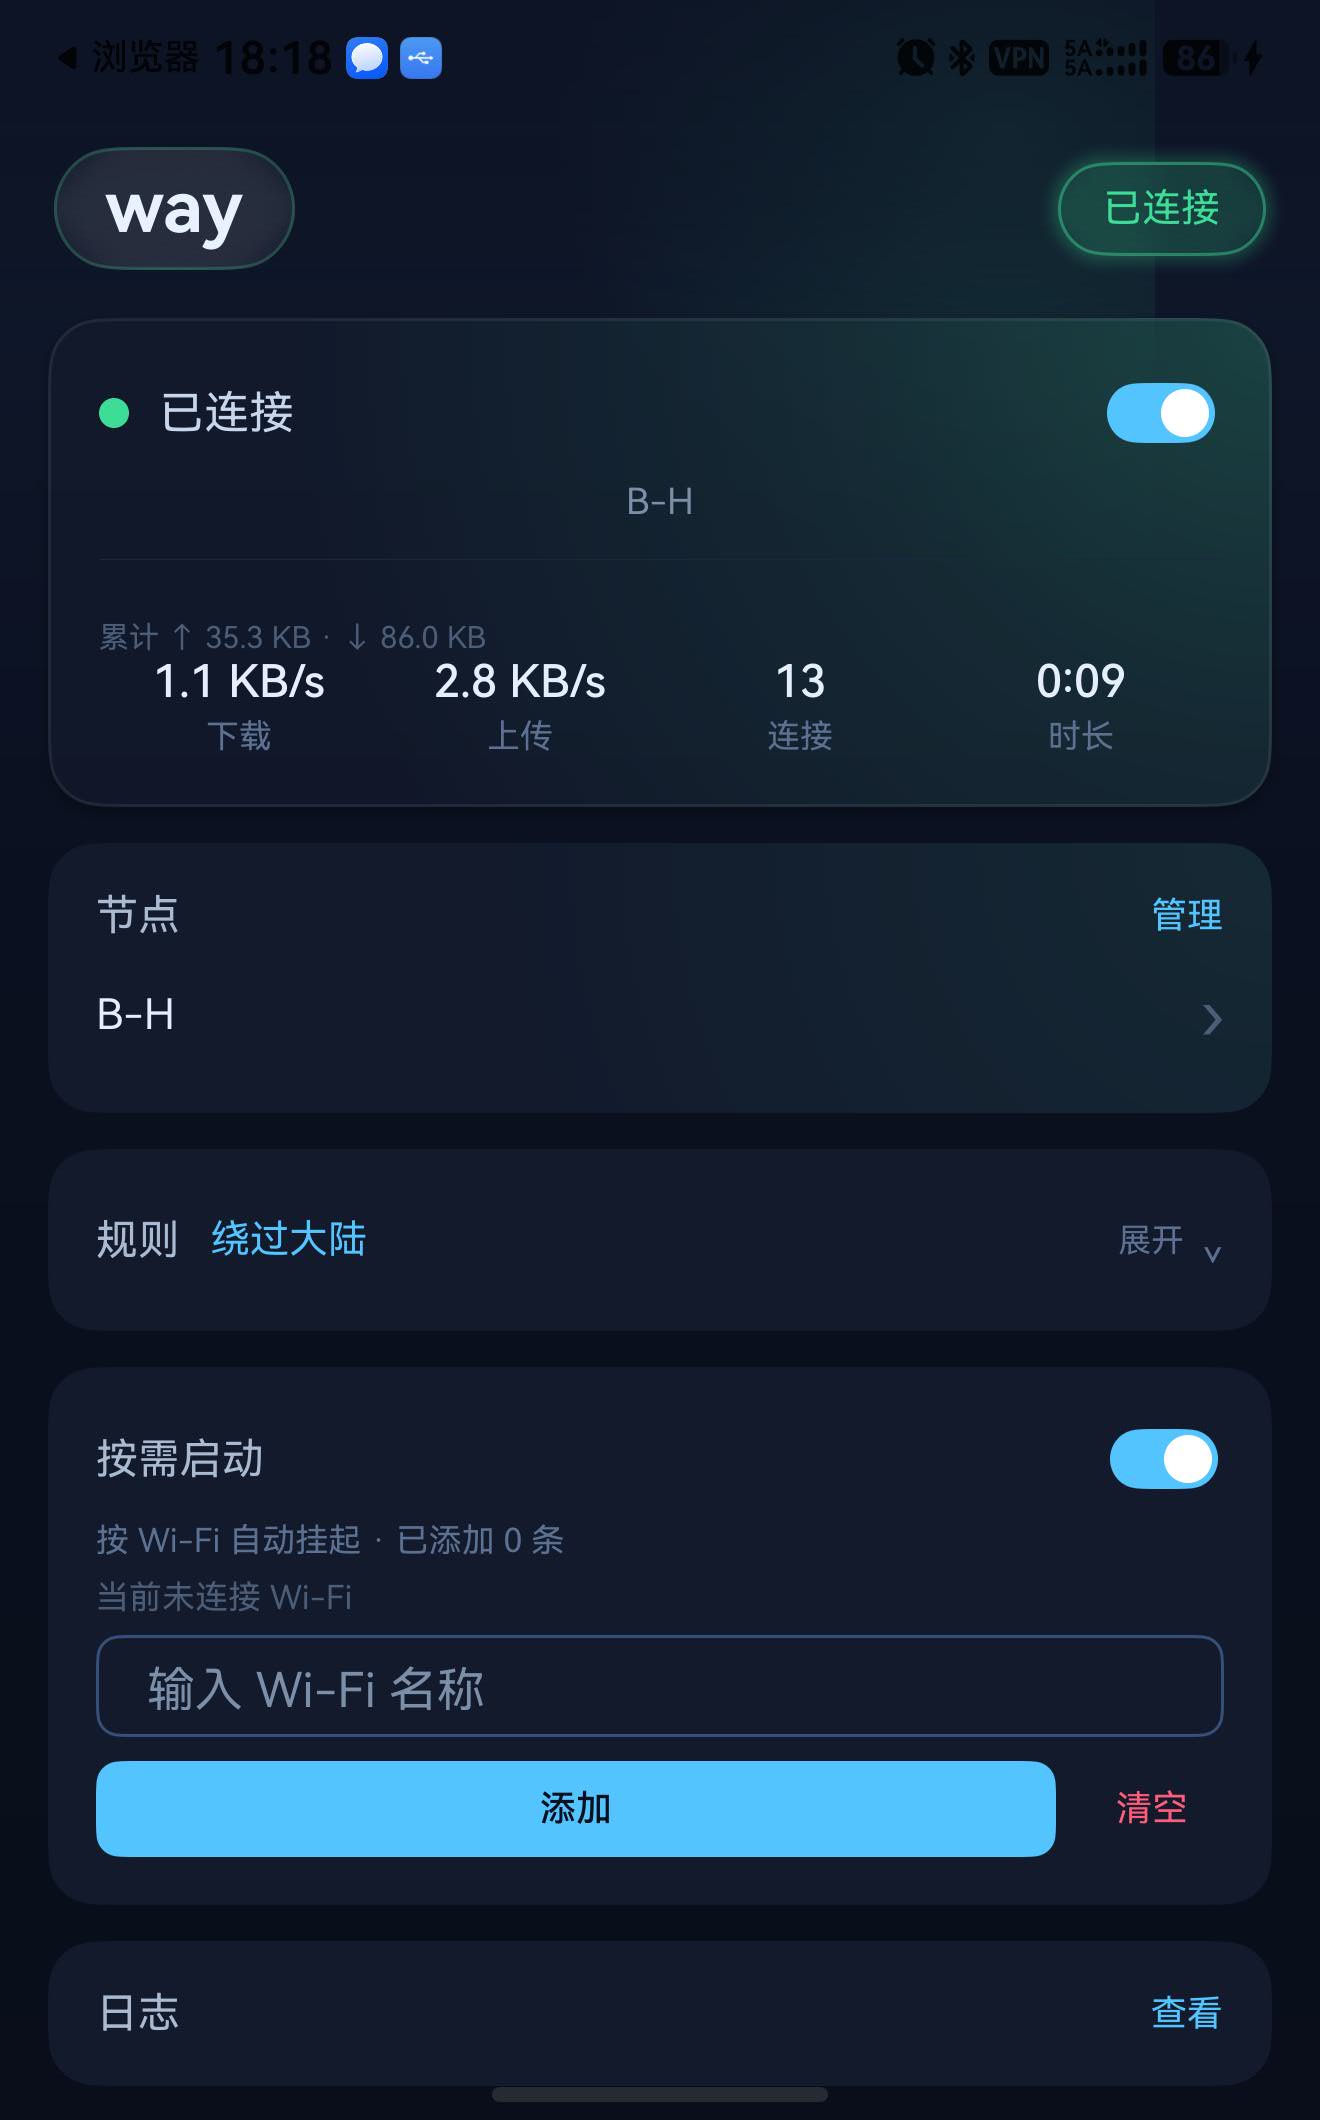 浏览器 18:18 VPN 5A 5A 86
way 已连接
已连接
B-H
累计 ↑ 35.3 KB · ↓ 86.0 KB
1.1 KB/s 2.8 KB/s 13 0:09
下载 上传 连接 时长
节点 管理
B-H
规则 绕过大陆 展开
按需启动
按 Wi-Fi 自动挂起 · 已添加 0 条
当前未连接 Wi-Fi
输入 Wi-Fi 名称
添加 清空
日志 查看